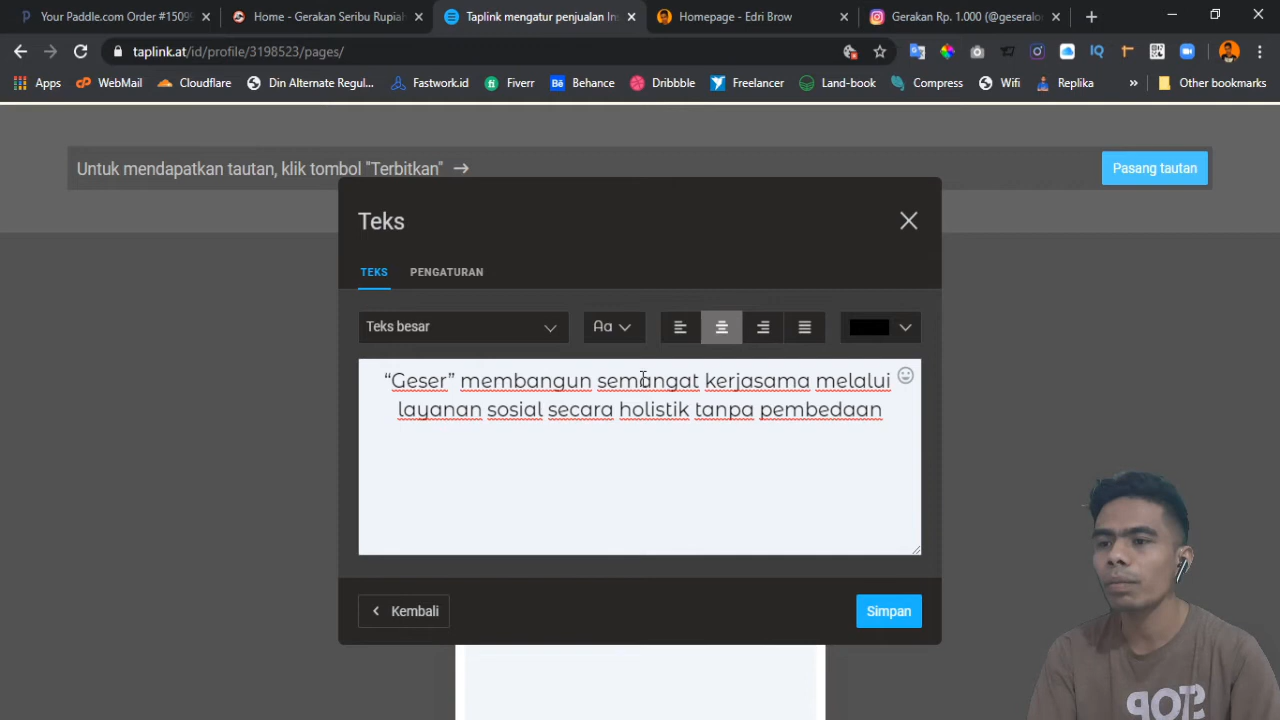 Your Paddle.com Order #1509
Home - Gerakan Seribu Rupiah
Taplink mengatur penjualan In
Homepage - Edri Brow
Gerakan Rp. 1.000 (@geseralo
taplink.at/id/profile/3198523/pages/
Apps
WebMail
Cloudflare
Din Alternate Regul...
Fastwork.id
Fiverr
Behance
Dribbble
Freelancer
Land-book
Compress
Wifi
Replika
»
Other bookmarks
Untuk mendapatkan tautan, klik tombol "Terbitkan" →
Pasang tautan
Teks
TEKS
PENGATURAN
Teks besar
Aa
“Geser” membangun semangat kerjasama melalui
layanan sosial secara holistik tanpa pembedaan
Kembali
Simpan
STOP